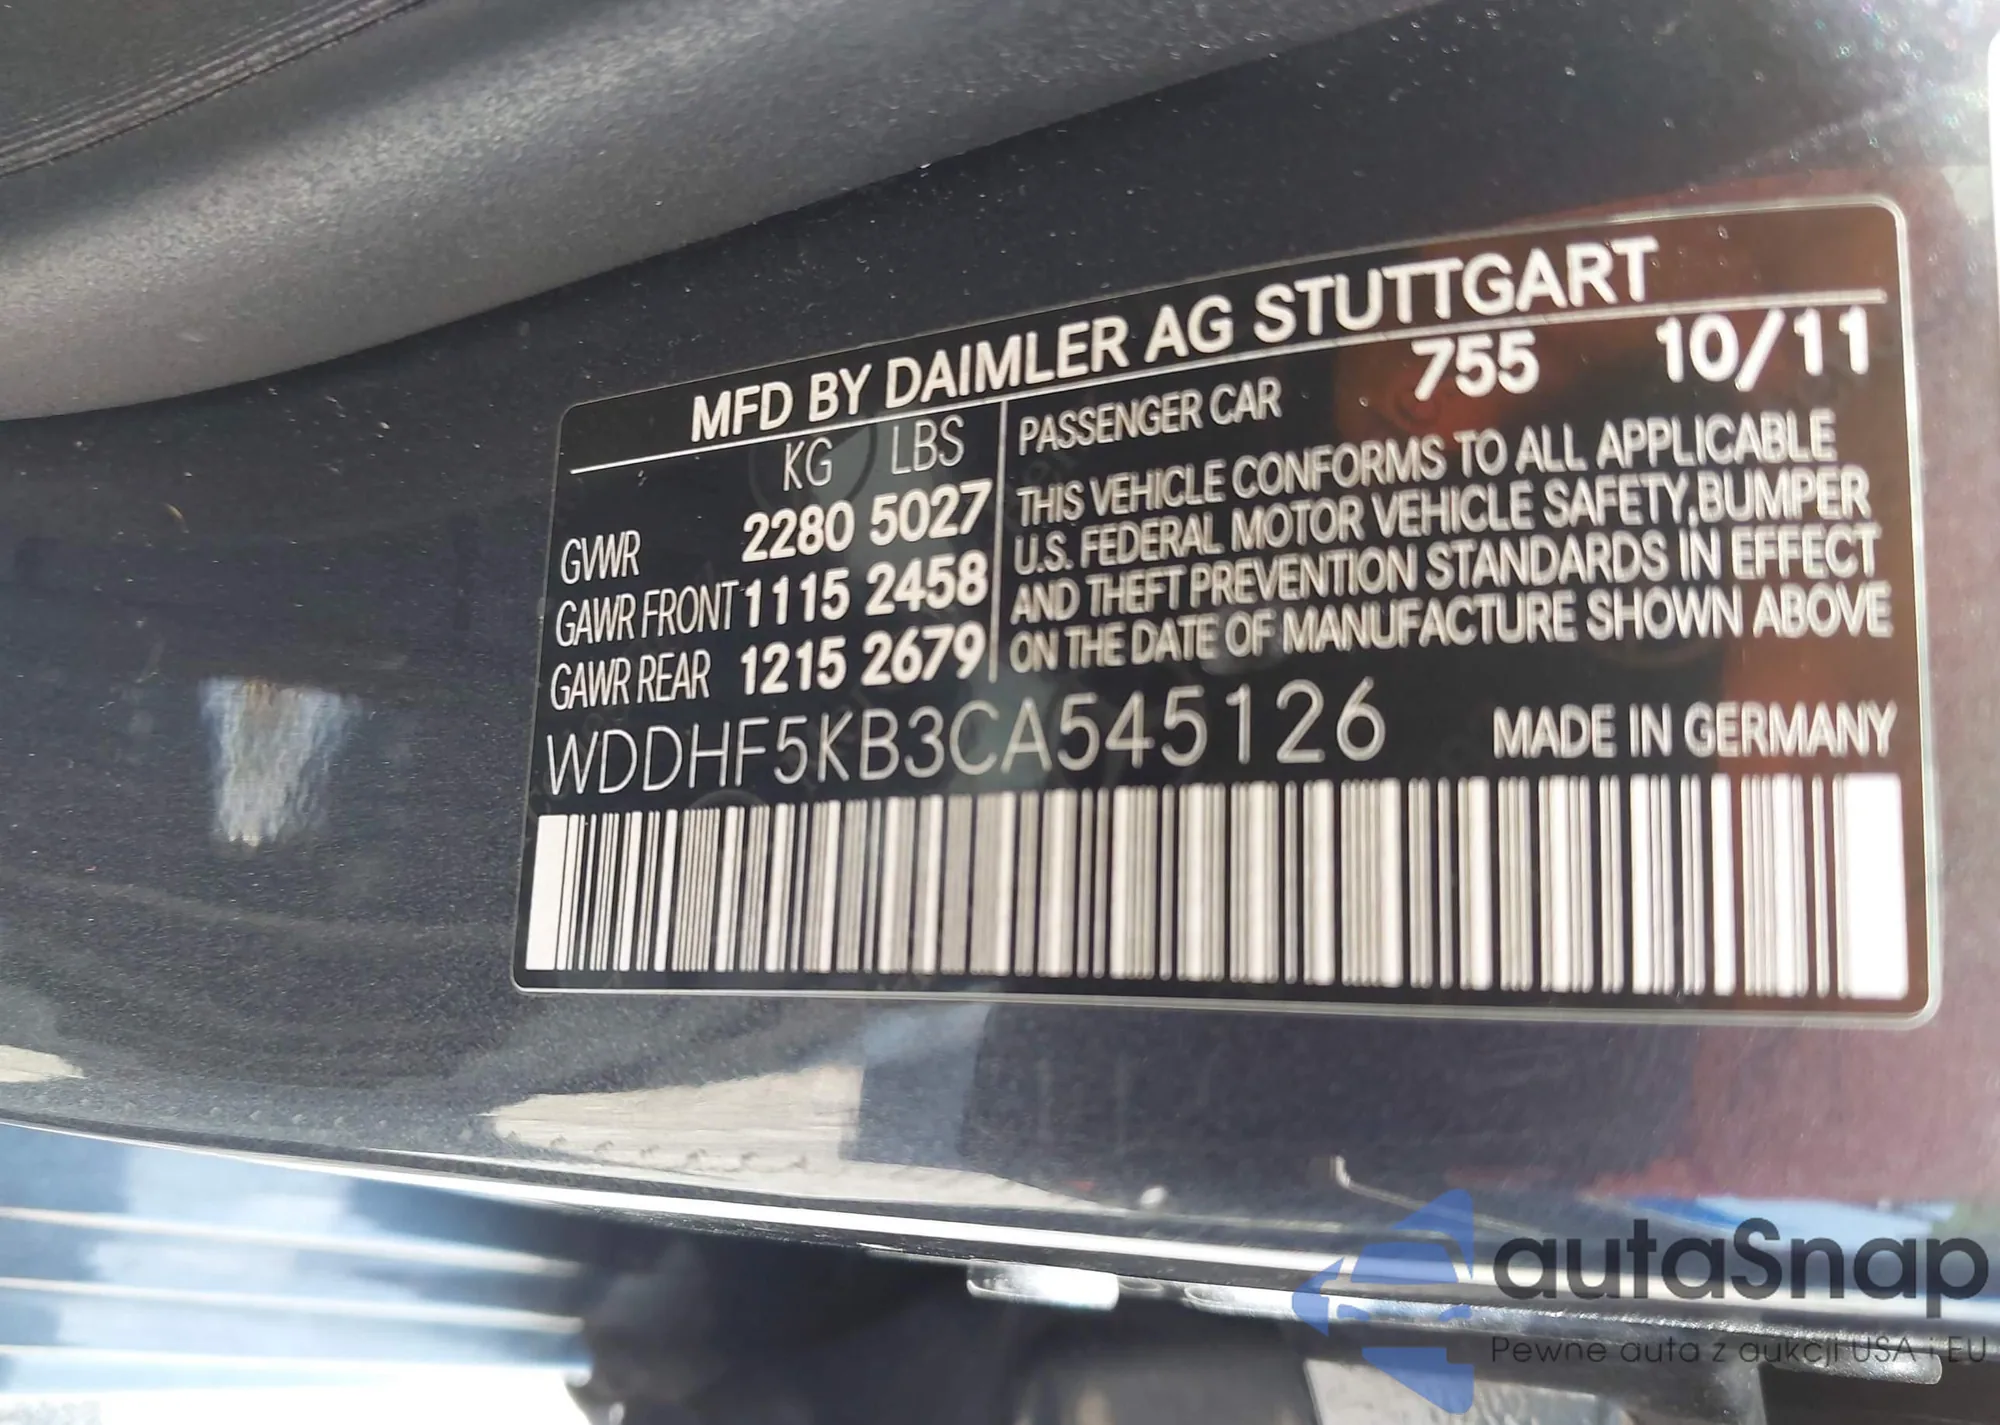 MFD BY DAIMLER AG STUTTGART
KG LBS
GVWR 2280 5027
GAWR FRONT 1115 2458
GAWR REAR 1215 2679
PASSENGER CAR 755 10/11
THIS VEHICLE CONFORMS TO ALL APPLICABLE
U.S. FEDERAL MOTOR VEHICLE SAFETY,BUMPER
AND THEFT PREVENTION STANDARDS IN EFFECT
ON THE DATE OF MANUFACTURE SHOWN ABOVE
WDDHF5KB3CA545126 MADE IN GERMANY
autaSnap
Pewne auta z aukcji USA i EU